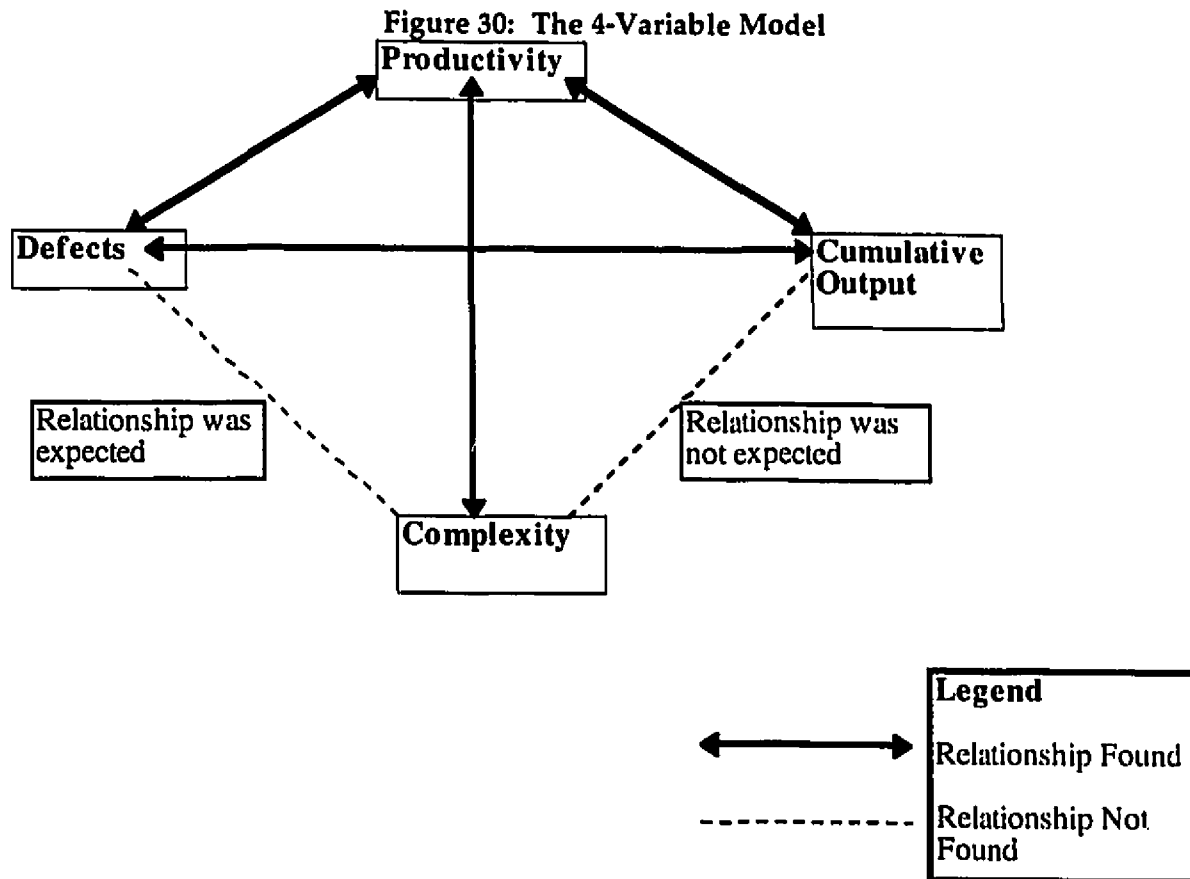 Figure 30: The 4-Variable Model
Productivity
Defects
Cumulative
Output
Relationship was
expected
Relationship was
not expected
Complexity
Legend
Relationship Found
Relationship Not
Found